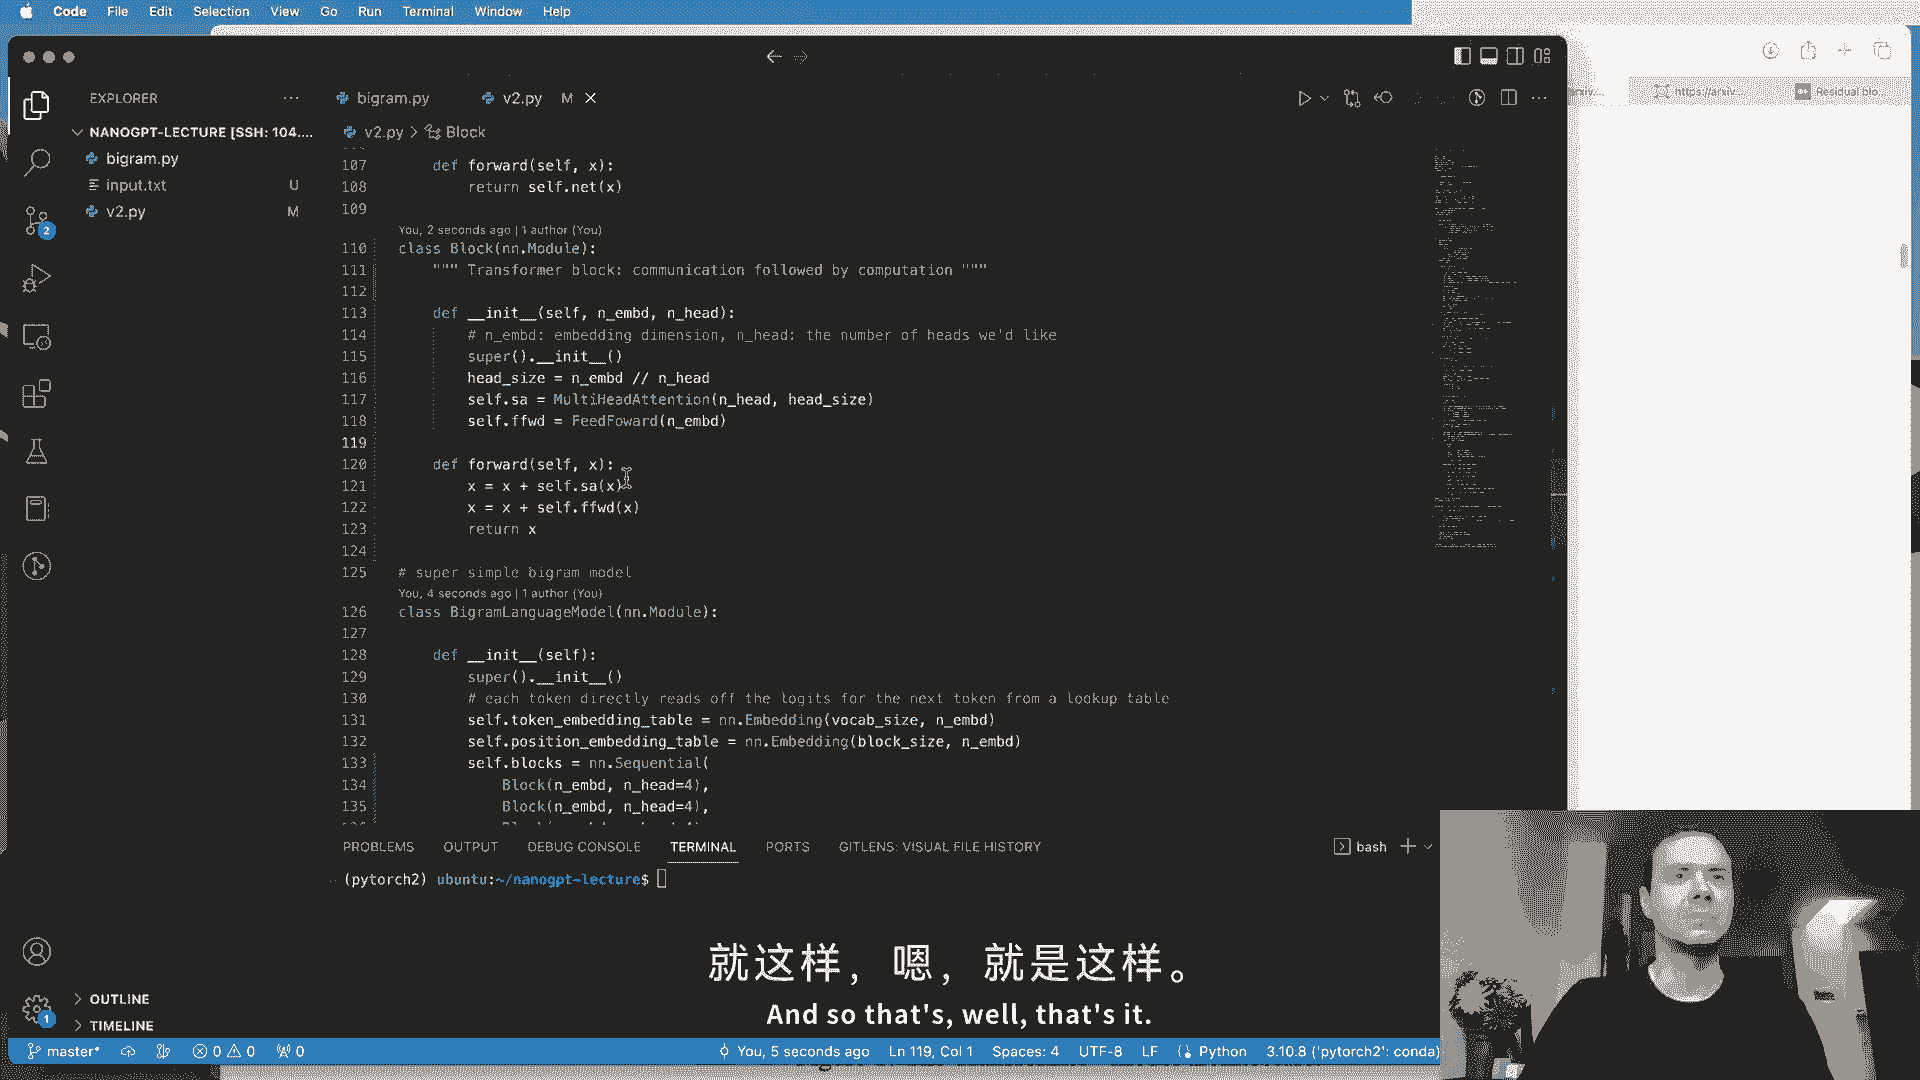 Code File Edit Selection View Go Run Terminal Window Help
https://arxiv...
Residual blo...
EXPLORER
NANOGPT-LECTURE [SSH: 104....
bigram.py
input.txt U
v2.py M
2
bigram.py
v2.py M
v2.py > Block
107 def forward(self, x):
108 return self.net(x)
109
You, 2 seconds ago | 1 author (You)
110 class Block(nn.Module):
111 """ Transformer block: communication followed by computation """
112
113 def __init__(self, n_embd, n_head):
114 # n_embd: embedding dimension, n_head: the number of heads we'd like
115 super().__init__()
116 head_size = n_embd // n_head
117 self.sa = MultiHeadAttention(n_head, head_size)
118 self.ffwd = FeedFoward(n_embd)
119
120 def forward(self, x):
121 x = x + self.sa(x)
122 x = x + self.ffwd(x)
123 return x
124
125 # super simple bigram model
You, 4 seconds ago | 1 author (You)
126 class BigramLanguageModel(nn.Module):
127
128 def __init__(self):
129 super().__init__()
130 # each token directly reads off the logits for the next token from a lookup table
131 self.token_embedding_table = nn.Embedding(vocab_size, n_embd)
132 self.position_embedding_table = nn.Embedding(block_size, n_embd)
133 self.blocks = nn.Sequential(
134 Block(n_embd, n_head=4),
135 Block(n_embd, n_head=4),
PROBLEMS OUTPUT DEBUG CONSOLE TERMINAL PORTS GITLENS: VISUAL FILE HISTORY
bash
(pytorch2) ubuntu:~/nanogpt-lecture$
就这样，嗯，就是这样。
And so that's, well, that's it.
OUTLINE
1
TIMELINE
master* 0 0 0 You, 5 seconds ago Ln 119, Col 1 Spaces: 4 UTF-8 LF Python 3.10.8 ('pytorch2': conda)